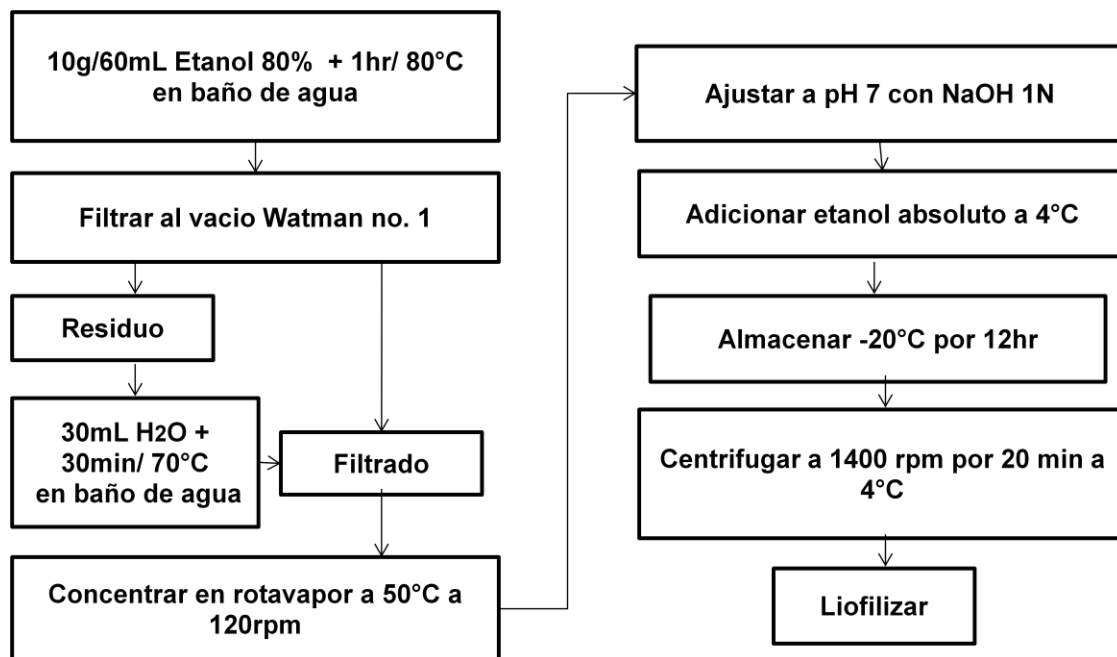 10g/60mL Etanol 80% + 1hr/ 80°C
en baño de agua
Filtrar al vacio Watman no. 1
Residuo
30mL H2O +
30min/ 70°C
en baño de agua
Filtrado
Concentrar en rotavapor a 50°C a
120rpm
Ajustar a pH 7 con NaOH 1N
Adicionar etanol absoluto a 4°C
Almacenar -20°C por 12hr
Centrifugar a 1400 rpm por 20 min a
4°C
Liofilizar